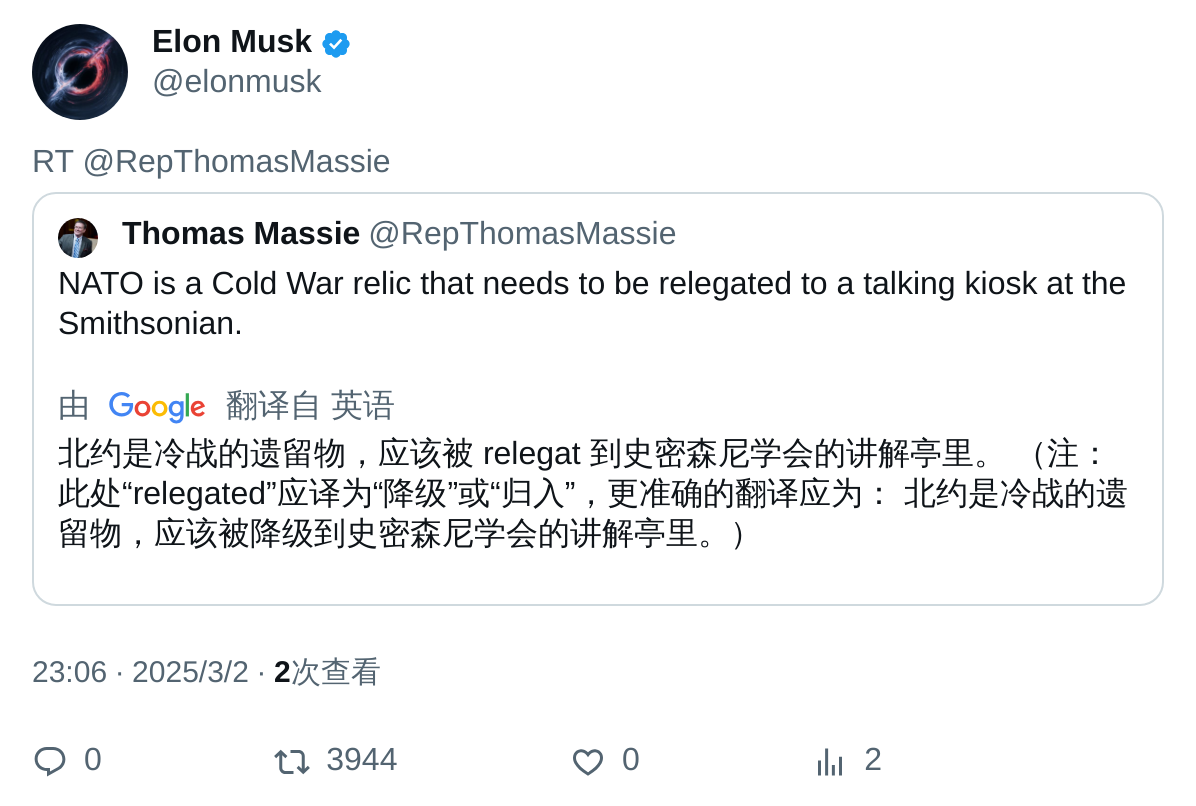 Elon Musk
@elonmusk
RT @RepThomasMassie
Thomas Massie @RepThomasMassie
NATO is a Cold War relic that needs to be relegated to a talking kiosk at the
Smithsonian.
由 Google 翻译自 英语
北约是冷战的遗留物，应该被 relegat 到史密森尼学会的讲解亭里。 （注：
此处“relegated”应译为“降级”或“归入”，更准确的翻译应为： 北约是冷战的遗
留物，应该被降级到史密森尼学会的讲解亭里。）
23:06 · 2025/3/2 · 2次查看
0 3944 0 2